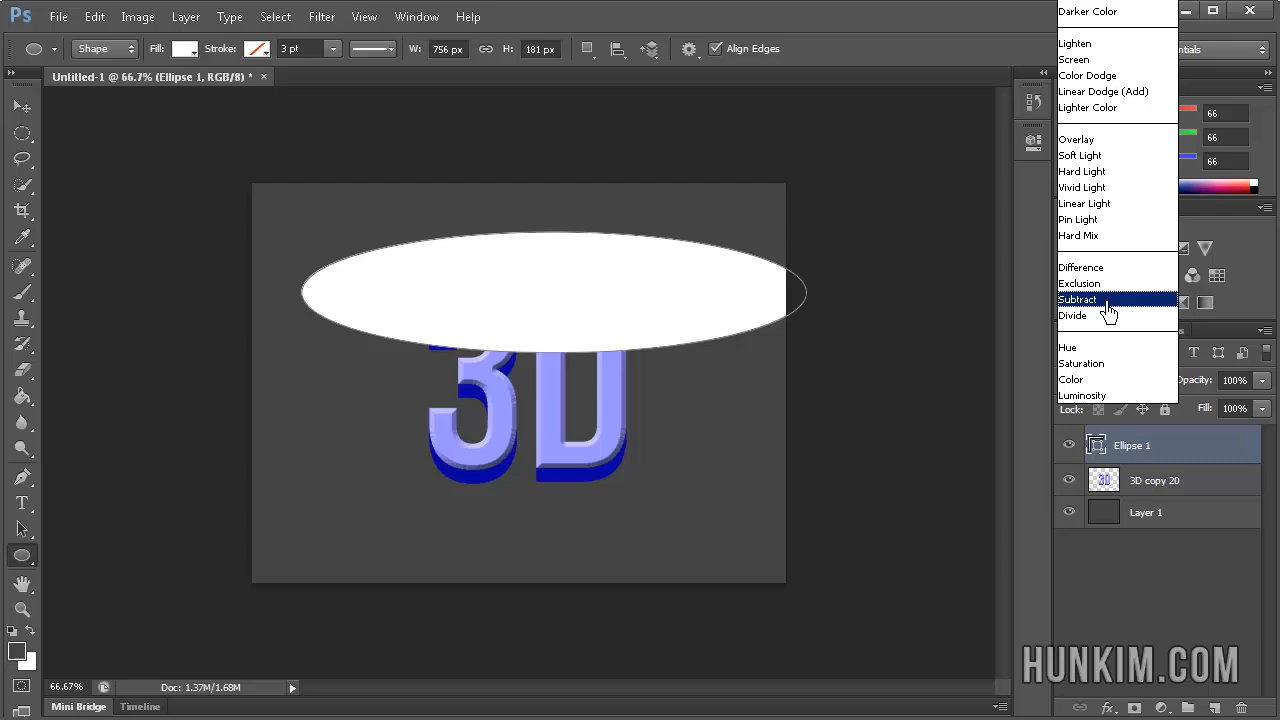 Ps File Edit Image Layer Type Select Filter View Window Help
Shape Fill: Stroke: 3 pt W: 756 px H: 181 px Align Edges
Untitled-1 @ 66.7% (Ellipse 1, RGB/8) * ×
Darker Color
Lighten
Screen
Color Dodge
Linear Dodge (Add)
Lighter Color
Overlay
Soft Light
Hard Light
Vivid Light
Linear Light
Pin Light
Hard Mix
Difference
Exclusion
Subtract
Divide
Hue
Saturation
Color
Luminosity
ntials
66
66
66
Opacity: 100%
Lock: Fill: 100%
Ellipse 1
3D copy 20
Layer 1
3D
66.67% Doc: 1.37M/1.68M
Mini Bridge Timeline
HUNKIM.COM